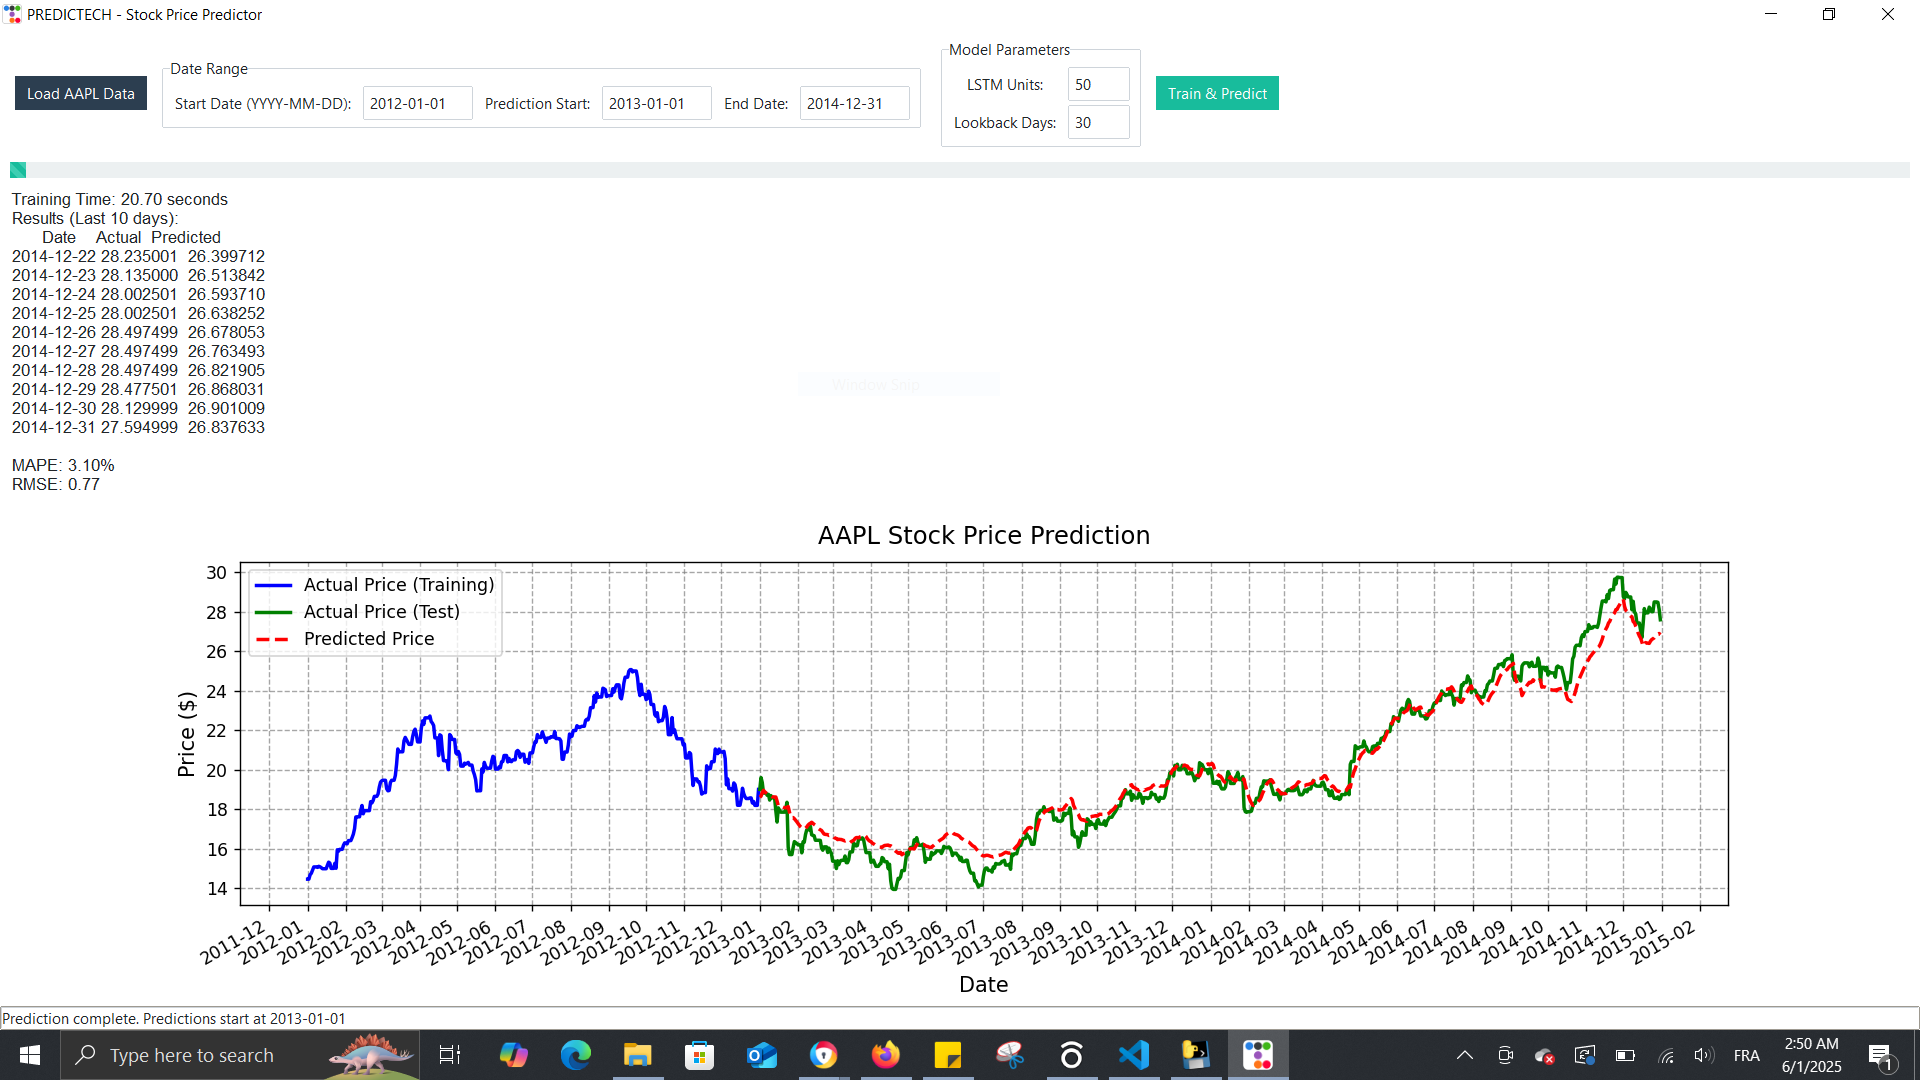 PREDICTECH - Stock Price Predictor
Load AAPL Data
Date Range
Start Date (YYYY-MM-DD): 2012-01-01 Prediction Start: 2013-01-01 End Date: 2014-12-31
Model Parameters
LSTM Units: 50
Lookback Days: 30
Train & Predict
Training Time: 20.70 seconds
Results (Last 10 days):
Date Actual Predicted
2014-12-22 28.235001 26.399712
2014-12-23 28.135000 26.513842
2014-12-24 28.002501 26.593710
2014-12-25 28.002501 26.638252
2014-12-26 28.497499 26.678053
2014-12-27 28.497499 26.763493
2014-12-28 28.497499 26.821905
2014-12-29 28.477501 26.868031
2014-12-30 28.129999 26.901009
2014-12-31 27.594999 26.837633
MAPE: 3.10%
RMSE: 0.77
Window Snip
AAPL Stock Price Prediction
Actual Price (Training)
Actual Price (Test)
Predicted Price
Price ($)
30
28
26
24
22
20
18
16
14
2011-12
2012-01
2012-02
2012-03
2012-04
2012-05
2012-06
2012-07
2012-08
2012-09
2012-10
2012-11
2012-12
2013-01
2013-02
2013-03
2013-04
2013-05
2013-06
2013-07
2013-08
2013-09
2013-10
2013-11
2013-12
2014-01
2014-02
2014-03
2014-04
2014-05
2014-06
2014-07
2014-08
2014-09
2014-10
2014-11
2014-12
2015-01
2015-02
Date
Prediction complete. Predictions start at 2013-01-01
Type here to search
FRA
2:50 AM
6/1/2025
1